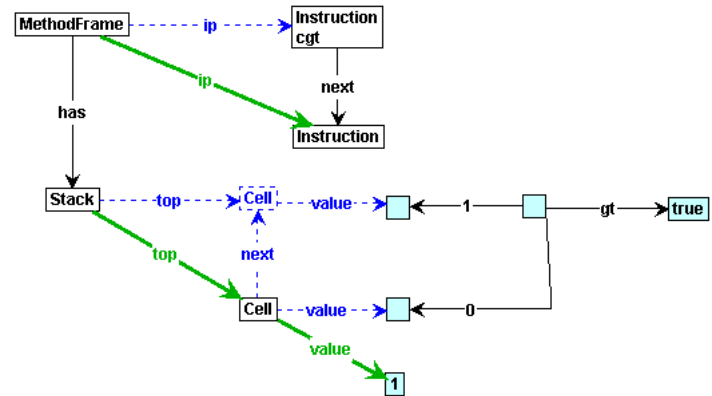 MethodFrame
ip
Instruction
cgt
ip
next
has
Instruction
Stack
top
Cell
value
1
gt
true
top
next
Cell
value
0
value
1